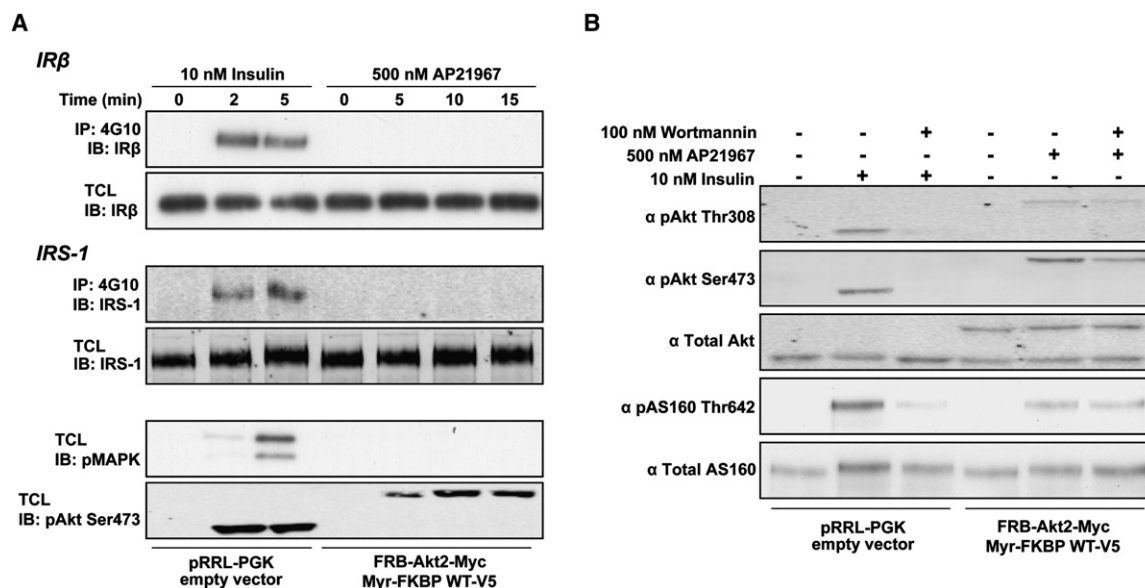 A
IRβ
10 nM Insulin 500 nM AP21967
Time (min) 0 2 5 0 5 10 15
IP: 4G10
IB: IRβ
TCL
IB: IRβ
IRS-1
IP: 4G10
IB: IRS-1
TCL
IB: IRS-1
TCL
IB: pMAPK
TCL
IB: pAkt Ser473
pRRL-PGK
empty vector
FRB-Akt2-Myc
Myr-FKBP WT-V5
B
100 nM Wortmannin - - + - - +
500 nM AP21967 - - - - + +
10 nM Insulin - + + - - -
α pAkt Thr308
α pAkt Ser473
α Total Akt
α pAS160 Thr642
α Total AS160
pRRL-PGK
empty vector
FRB-Akt2-Myc
Myr-FKBP WT-V5